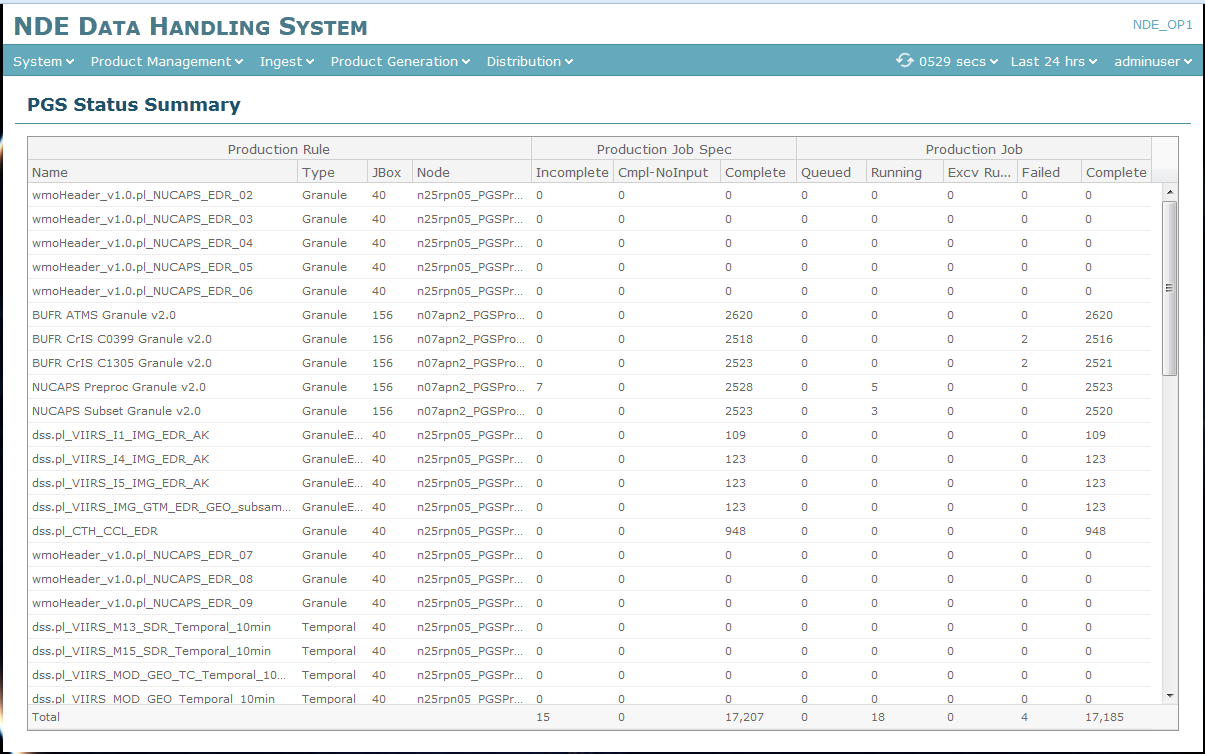 NDE DATA HANDLING SYSTEM
NDE_OP1
System Product Management Ingest Product Generation Distribution 0529 secs Last 24 hrs adminuser
PGS Status Summary
Production Rule Production Job Spec Production Job
Name Type JBox Node Incomplete Cmpl-NoInput Complete Queued Running Excv Ru... Failed Complete
wmoHeader_v1.0.pl_NUCAPS_EDR_02 Granule 40 n25rpn05_PGSPr... 0 0 0 0 0 0 0 0
wmoHeader_v1.0.pl_NUCAPS_EDR_03 Granule 40 n25rpn05_PGSPr... 0 0 0 0 0 0 0 0
wmoHeader_v1.0.pl_NUCAPS_EDR_04 Granule 40 n25rpn05_PGSPr... 0 0 0 0 0 0 0 0
wmoHeader_v1.0.pl_NUCAPS_EDR_05 Granule 40 n25rpn05_PGSPr... 0 0 0 0 0 0 0 0
wmoHeader_v1.0.pl_NUCAPS_EDR_06 Granule 40 n25rpn05_PGSPr... 0 0 0 0 0 0 0 0
BUFR ATMS Granule v2.0 Granule 156 n07apn2_PGSPro... 0 0 2620 0 0 0 0 2620
BUFR CrIS C0399 Granule v2.0 Granule 156 n07apn2_PGSPro... 0 0 2518 0 0 0 2 2516
BUFR CrIS C1305 Granule v2.0 Granule 156 n07apn2_PGSPro... 0 0 2523 0 0 0 2 2521
NUCAPS Preproc Granule v2.0 Granule 156 n07apn2_PGSPro... 7 0 2528 0 5 0 0 2523
NUCAPS Subset Granule v2.0 Granule 156 n07apn2_PGSPro... 0 0 2523 0 3 0 0 2520
dss.pl_VIIRS_I1_IMG_EDR_AK GranuleE... 40 n25rpn05_PGSPr... 0 0 109 0 0 0 0 109
dss.pl_VIIRS_I4_IMG_EDR_AK GranuleE... 40 n25rpn05_PGSPr... 0 0 123 0 0 0 0 123
dss.pl_VIIRS_I5_IMG_EDR_AK GranuleE... 40 n25rpn05_PGSPr... 0 0 123 0 0 0 0 123
dss.pl_VIIRS_IMG_GTM_EDR_GEO_subsam... GranuleE... 40 n25rpn05_PGSPr... 0 0 123 0 0 0 0 123
dss.pl_CTH_CCL_EDR Granule 40 n25rpn05_PGSPr... 0 0 948 0 0 0 0 948
wmoHeader_v1.0.pl_NUCAPS_EDR_07 Granule 40 n25rpn05_PGSPr... 0 0 0 0 0 0 0 0
wmoHeader_v1.0.pl_NUCAPS_EDR_08 Granule 40 n25rpn05_PGSPr... 0 0 0 0 0 0 0 0
wmoHeader_v1.0.pl_NUCAPS_EDR_09 Granule 40 n25rpn05_PGSPr... 0 0 0 0 0 0 0 0
dss.pl_VIIRS_M13_SDR_Temporal_10min Temporal 40 n25rpn05_PGSPr... 0 0 0 0 0 0 0 0
dss.pl_VIIRS_M15_SDR_Temporal_10min Temporal 40 n25rpn05_PGSPr... 0 0 0 0 0 0 0 0
dss.pl_VIIRS_MOD_GEO_TC_Temporal_10... Temporal 40 n25rpn05_PGSPr... 0 0 0 0 0 0 0 0
dss.pl_VIIRS_MOD_GEO_Temporal_10min Temporal 40 n25rpn05_PGSPr... 0 0 0 0 0 0 0 0
Total 15 0 17,207 0 18 0 4 17,185